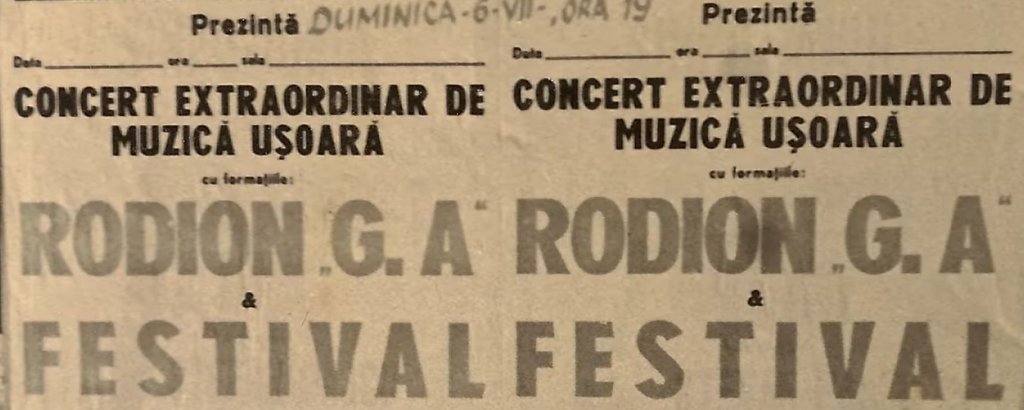 Prezintă DUMINICA-6-VII-, ORA 19
Data ora sala
CONCERT EXTRAORDINAR DE
MUZICĂ UȘOARĂ
cu formațiile:
RODION „G. A“
&
FESTIVAL
Prezintă
Data ora sala
CONCERT EXTRAORDINAR DE
MUZICĂ UȘOARĂ
cu formațiile:
RODION „G. A“
&
FESTIVAL